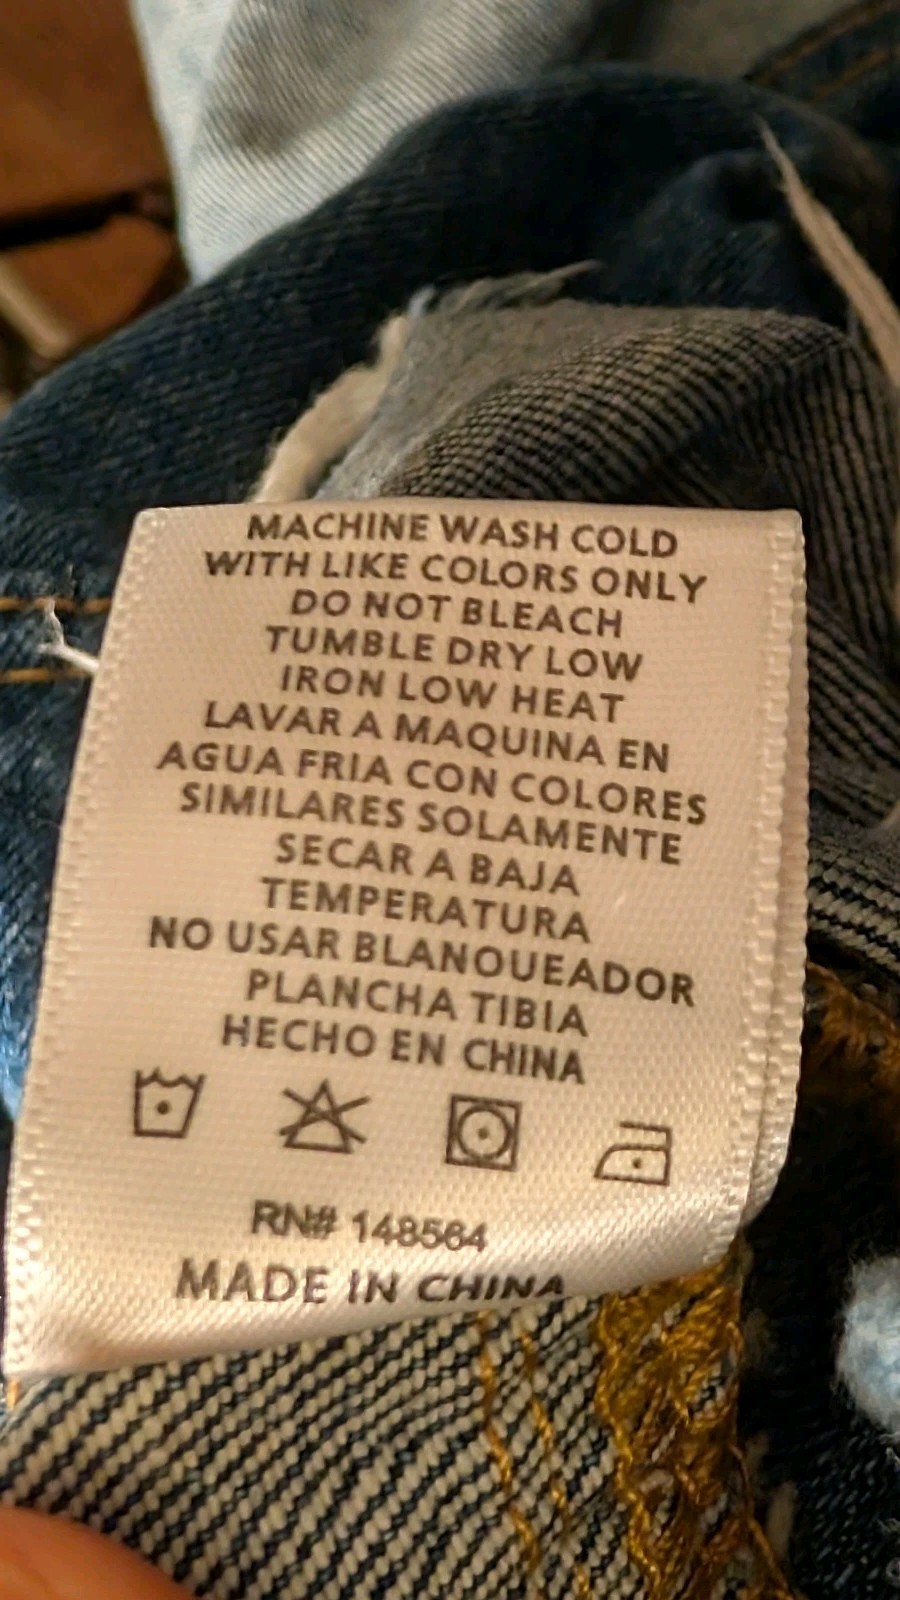 MACHINE WASH COLD
WITH LIKE COLORS ONLY
DO NOT BLEACH
TUMBLE DRY LOW
IRON LOW HEAT
LAVAR A MAQUINA EN
AGUA FRIA CON COLORES
SIMILARES SOLAMENTE
SECAR A BAJA
TEMPERATURA
NO USAR BLANQUEADOR
PLANCHA TIBIA
HECHO EN CHINA
RN# 148564
MADE IN CHINA